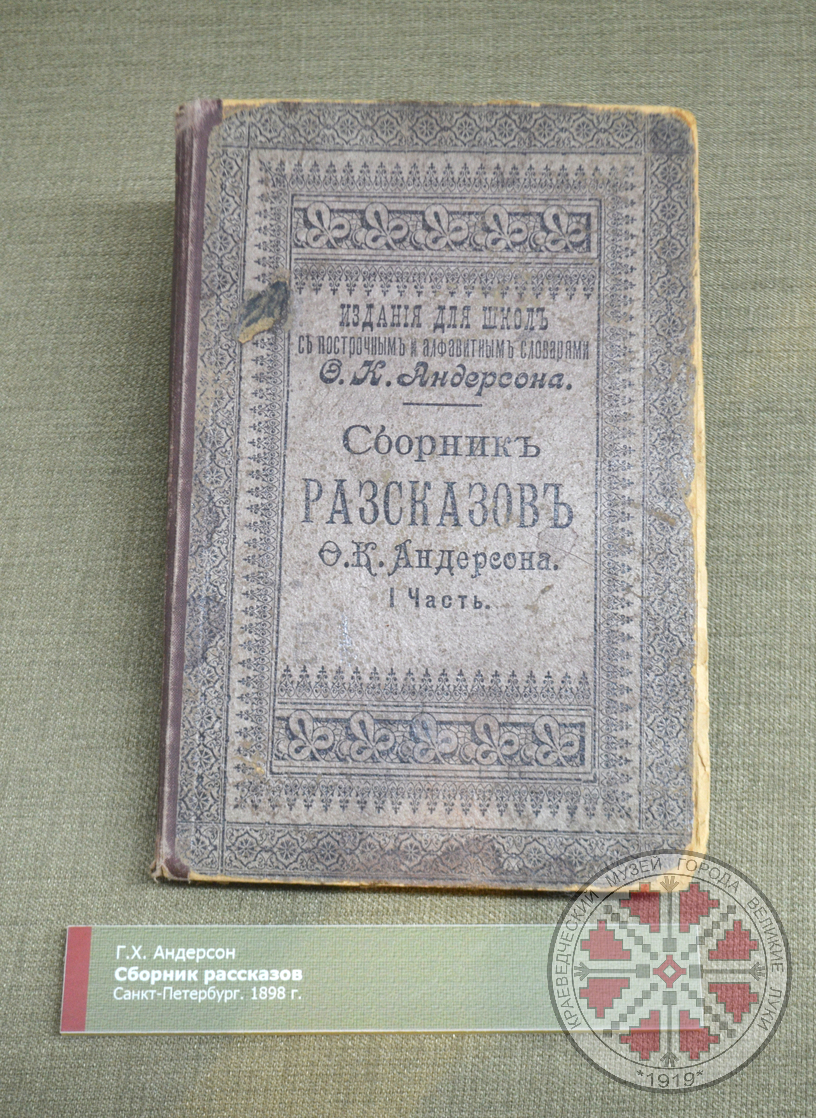 ИЗДАНІЯ ДЛЯ ШКОЛЪ
СЪ ПОСТРОЧНЫМЪ И АЛФАВИТНЫМЪ СЛОВАРЯМИ
Ѳ. К. Андерсона.
Сборникъ
РАЗСКАЗОВЪ
Ѳ. К. Андерсона.
I Часть.
Г.Х. Андерсон
Сборник рассказов
Санкт-Петербург. 1898 г.
КРАЕВЕДЧЕСКИЙ МУЗЕЙ ГОРОДА ВЕЛИКИЕ ЛУКИ
*1919*